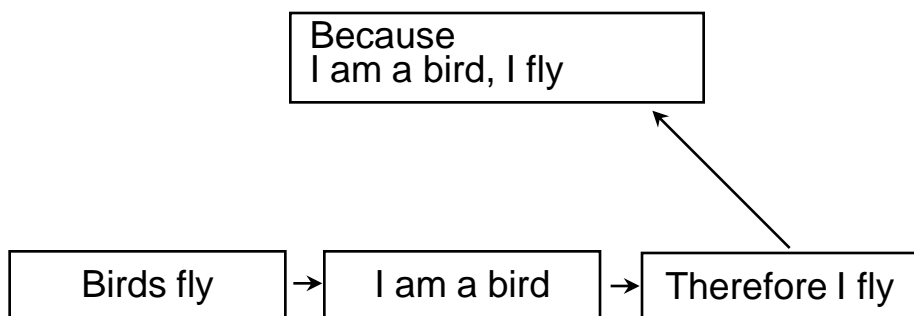 Because
I am a bird, I fly
Birds fly
I am a bird
Therefore I fly